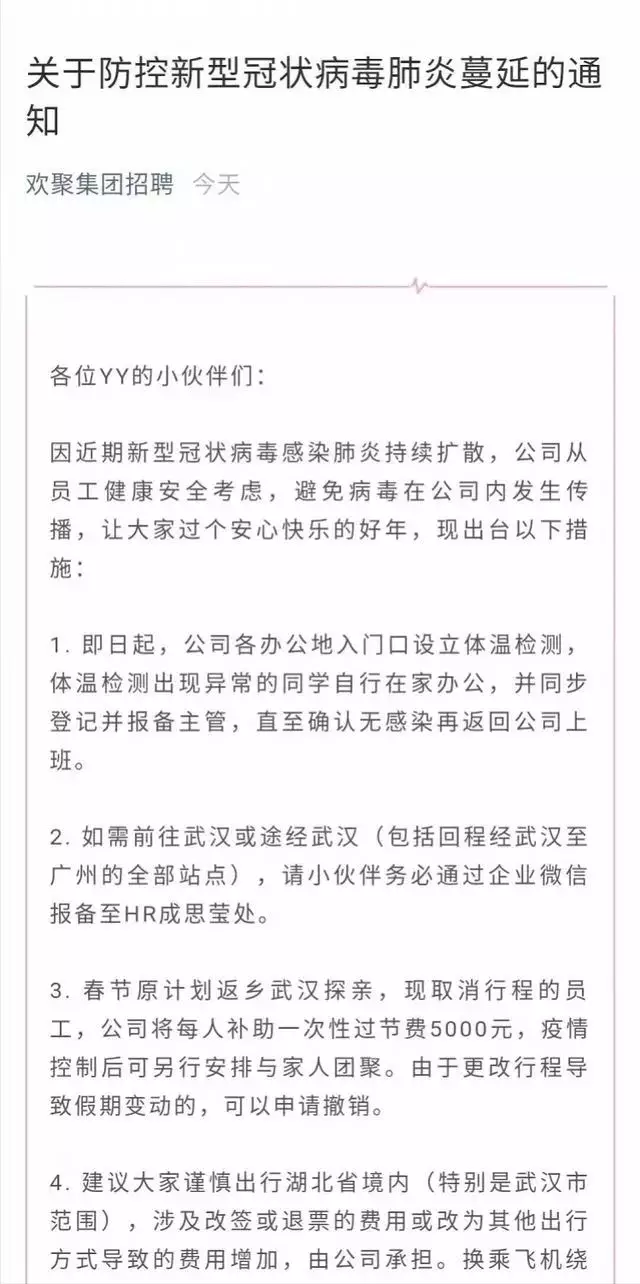 关于防控新型冠状病毒肺炎蔓延的通
知
欢聚集团招聘 今天
各位YY的小伙伴们：
因近期新型冠状病毒感染肺炎持续扩散，公司从
员工健康安全考虑，避免病毒在公司内发生传
播，让大家过个安心快乐的好年，现出台以下措
施：
1. 即日起，公司各办公地入门口设立体温检测，
体温检测出现异常的同学自行在家办公，并同步
登记并报备主管，直至确认无感染再返回公司上
班。
2. 如需前往武汉或途经武汉（包括回程经武汉至
广州的全部站点），请小伙伴务必通过企业微信
报备至HR成思莹处。
3. 春节原计划返乡武汉探亲，现取消行程的员
工，公司将每人补助一次性过节费5000元，疫情
控制后可另行安排与家人团聚。由于更改行程导
致假期变动的，可以申请撤销。
4. 建议大家谨慎出行湖北省境内（特别是武汉市
范围），涉及改签或退票的费用或改为其他出行
方式导致的费用增加，由公司承担。换乘飞机绕